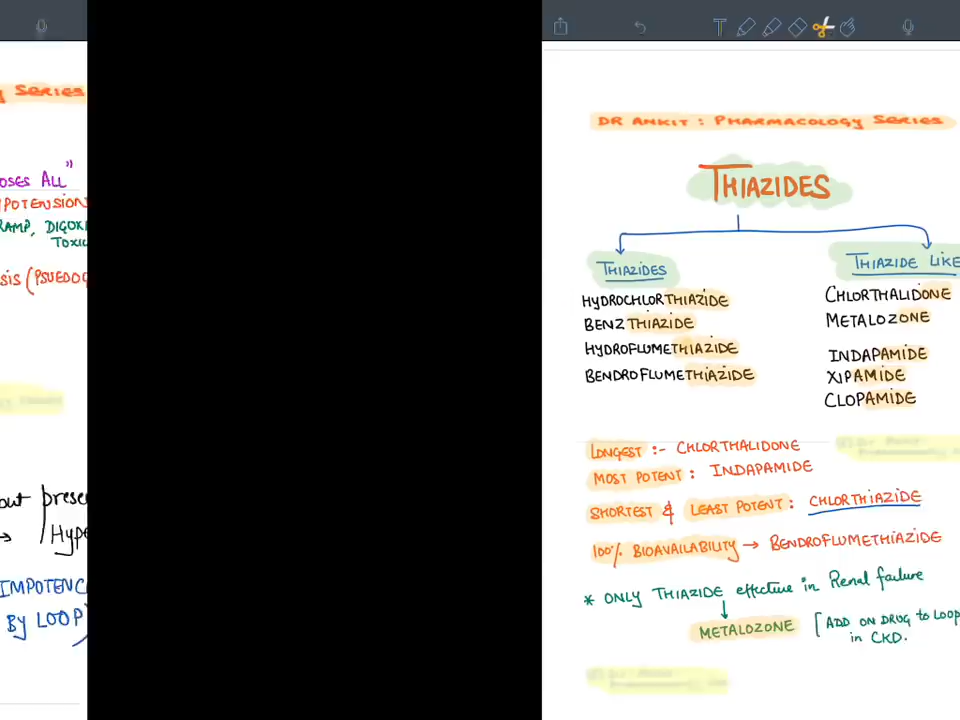 SERIES
OSES ALL"
POTENSION
RAMP, DIGOXI
TOXIC
SIS (PSUEDOG
out presen
→ Hype
IMPOTENC
By LOOP)
DR ANKIT : PHARMACOLOGY SERIES
THIAZIDES
THIAZIDES
HYDROCHLORTHIAZIDE
BENZTHIAZIDE
HYDROFLUMETHIAZIDE
BENDROFLUMETHIAZIDE
THIAZIDE LIKE
CHLORTHALIDONE
METALOZONE
INDAPAMIDE
XIPAMIDE
CLOPAMIDE
LONGEST :- CHLORTHALIDONE
MOST POTENT : INDAPAMIDE
SHORTEST & LEAST POTENT : CHLORTHIAZIDE
100% BIOAVAILABILITY → BENDROFLUMETHIAZIDE
* ONLY THIAZIDE effective in Renal failure
METALOZONE [ADD ON DRUG TO LOOP
in CKD.